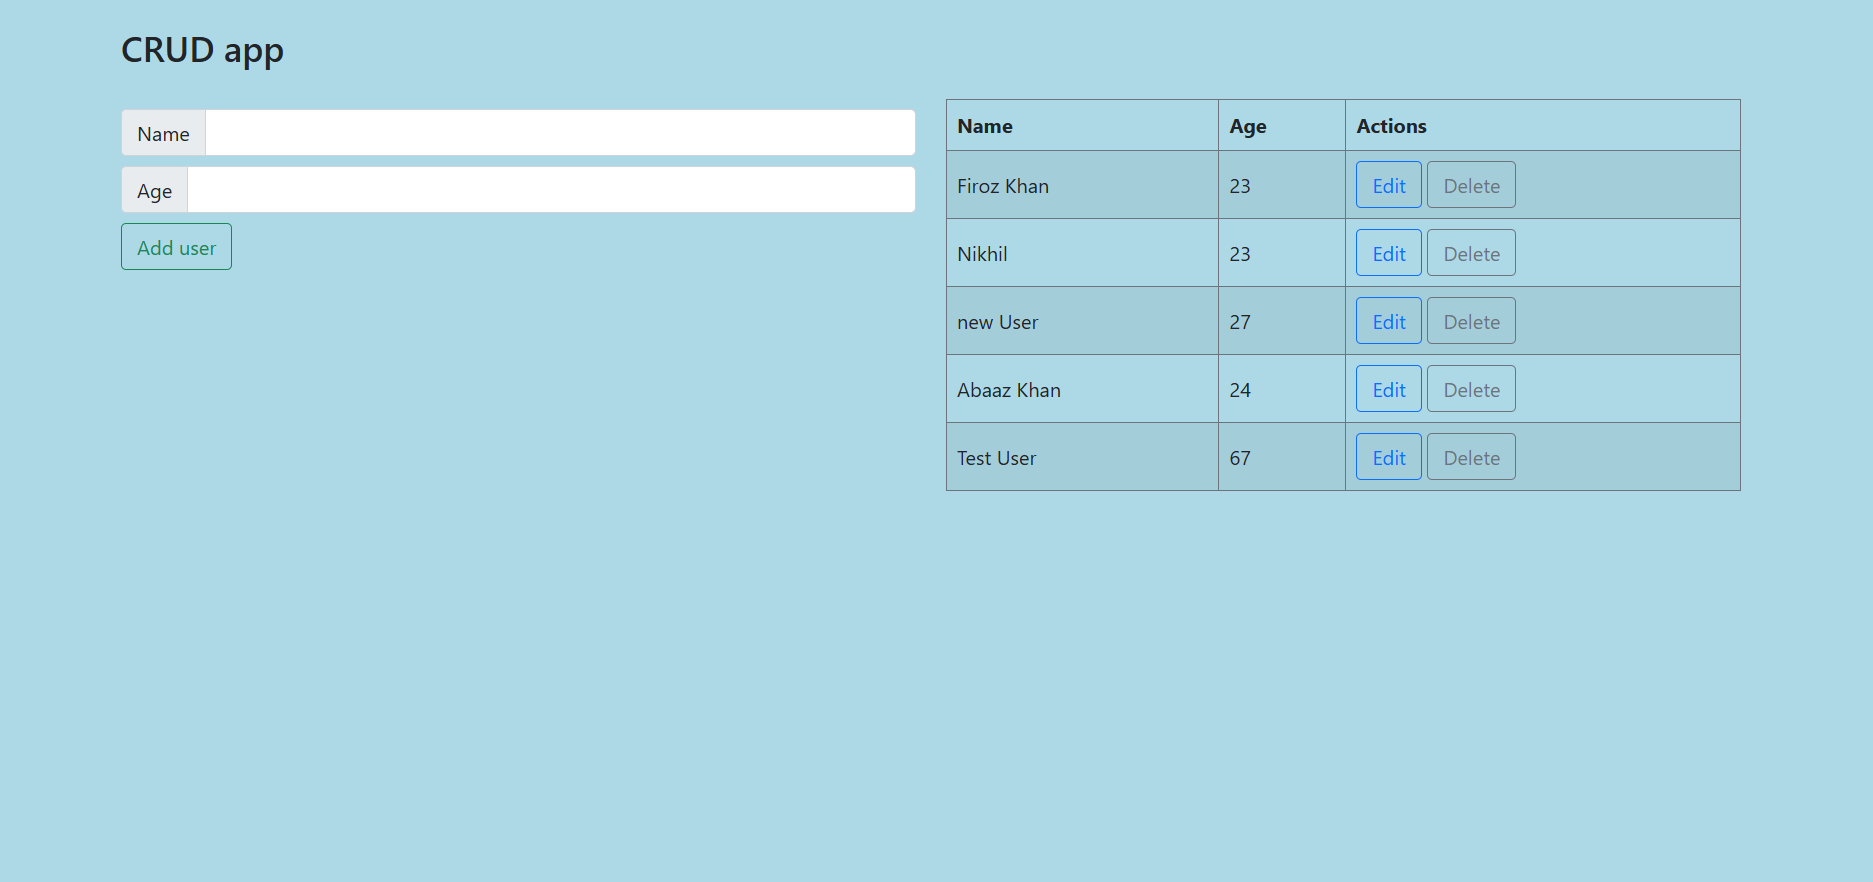 CRUD app
Name
Age
Add user
Name Age Actions
Firoz Khan 23 Edit Delete
Nikhil 23 Edit Delete
new User 27 Edit Delete
Abaaz Khan 24 Edit Delete
Test User 67 Edit Delete